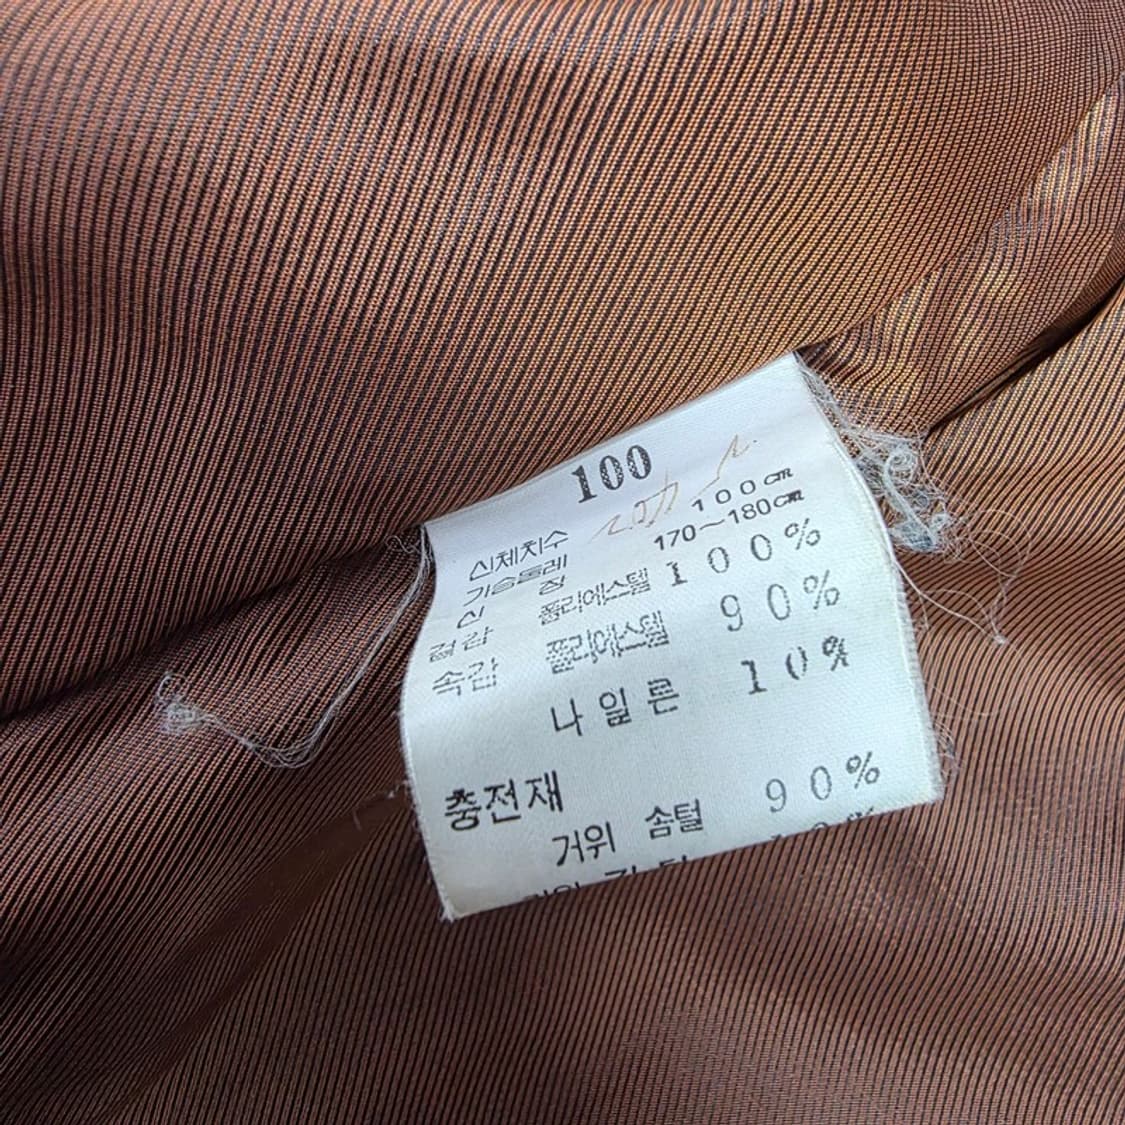 100
신체치수
가슴둘레 100cm
신 장 170~180cm
겉감 폴리에스텔 100%
속감 폴리에스텔 90%
나일론 10%
충전재
거위 솜털 90%